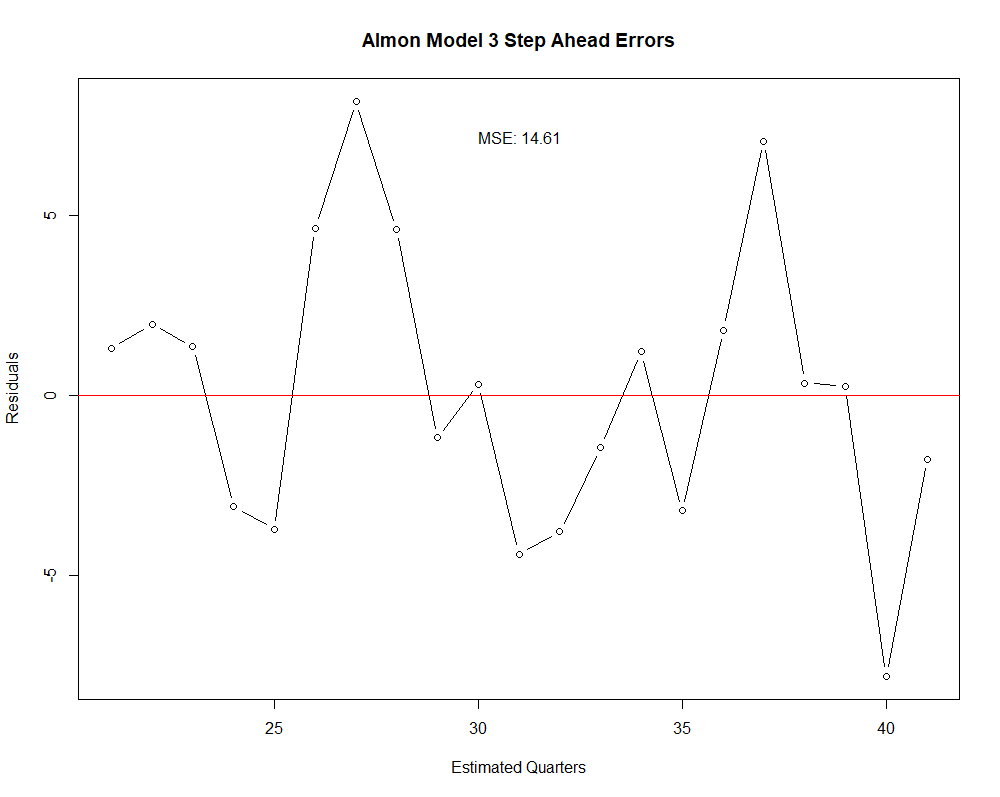 Almon Model 3 Step Ahead Errors
MSE: 14.61
Residuals
5
0
-5
25 30 35 40
Estimated Quarters